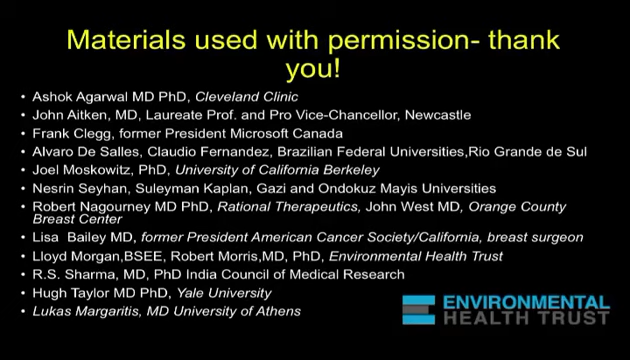 Materials used with permission- thank
you!
• Ashok Agarwal MD PhD, Cleveland Clinic
• John Aitken, MD, Laureate Prof. and Pro Vice-Chancellor, Newcastle
• Frank Clegg, former President Microsoft Canada
• Alvaro De Salles, Claudio Fernandez, Brazilian Federal Universities,Rio Grande de Sul
• Joel Moskowitz, PhD, University of California Berkeley
• Nesrin Seyhan, Suleyman Kaplan, Gazi and Ondokuz Mayis Universities
• Robert Nagourney MD PhD, Rational Therapeutics, John West MD, Orange County
Breast Center
• Lisa Bailey MD, former President American Cancer Society/California, breast surgeon
• Lloyd Morgan,BSEE, Robert Morris,MD, PhD, Environmental Health Trust
• R.S. Sharma, MD, PhD India Council of Medical Research
• Hugh Taylor MD PhD, Yale University
• Lukas Margaritis, MD University of Athens
ENVIRONMENTAL
HEALTH TRUST